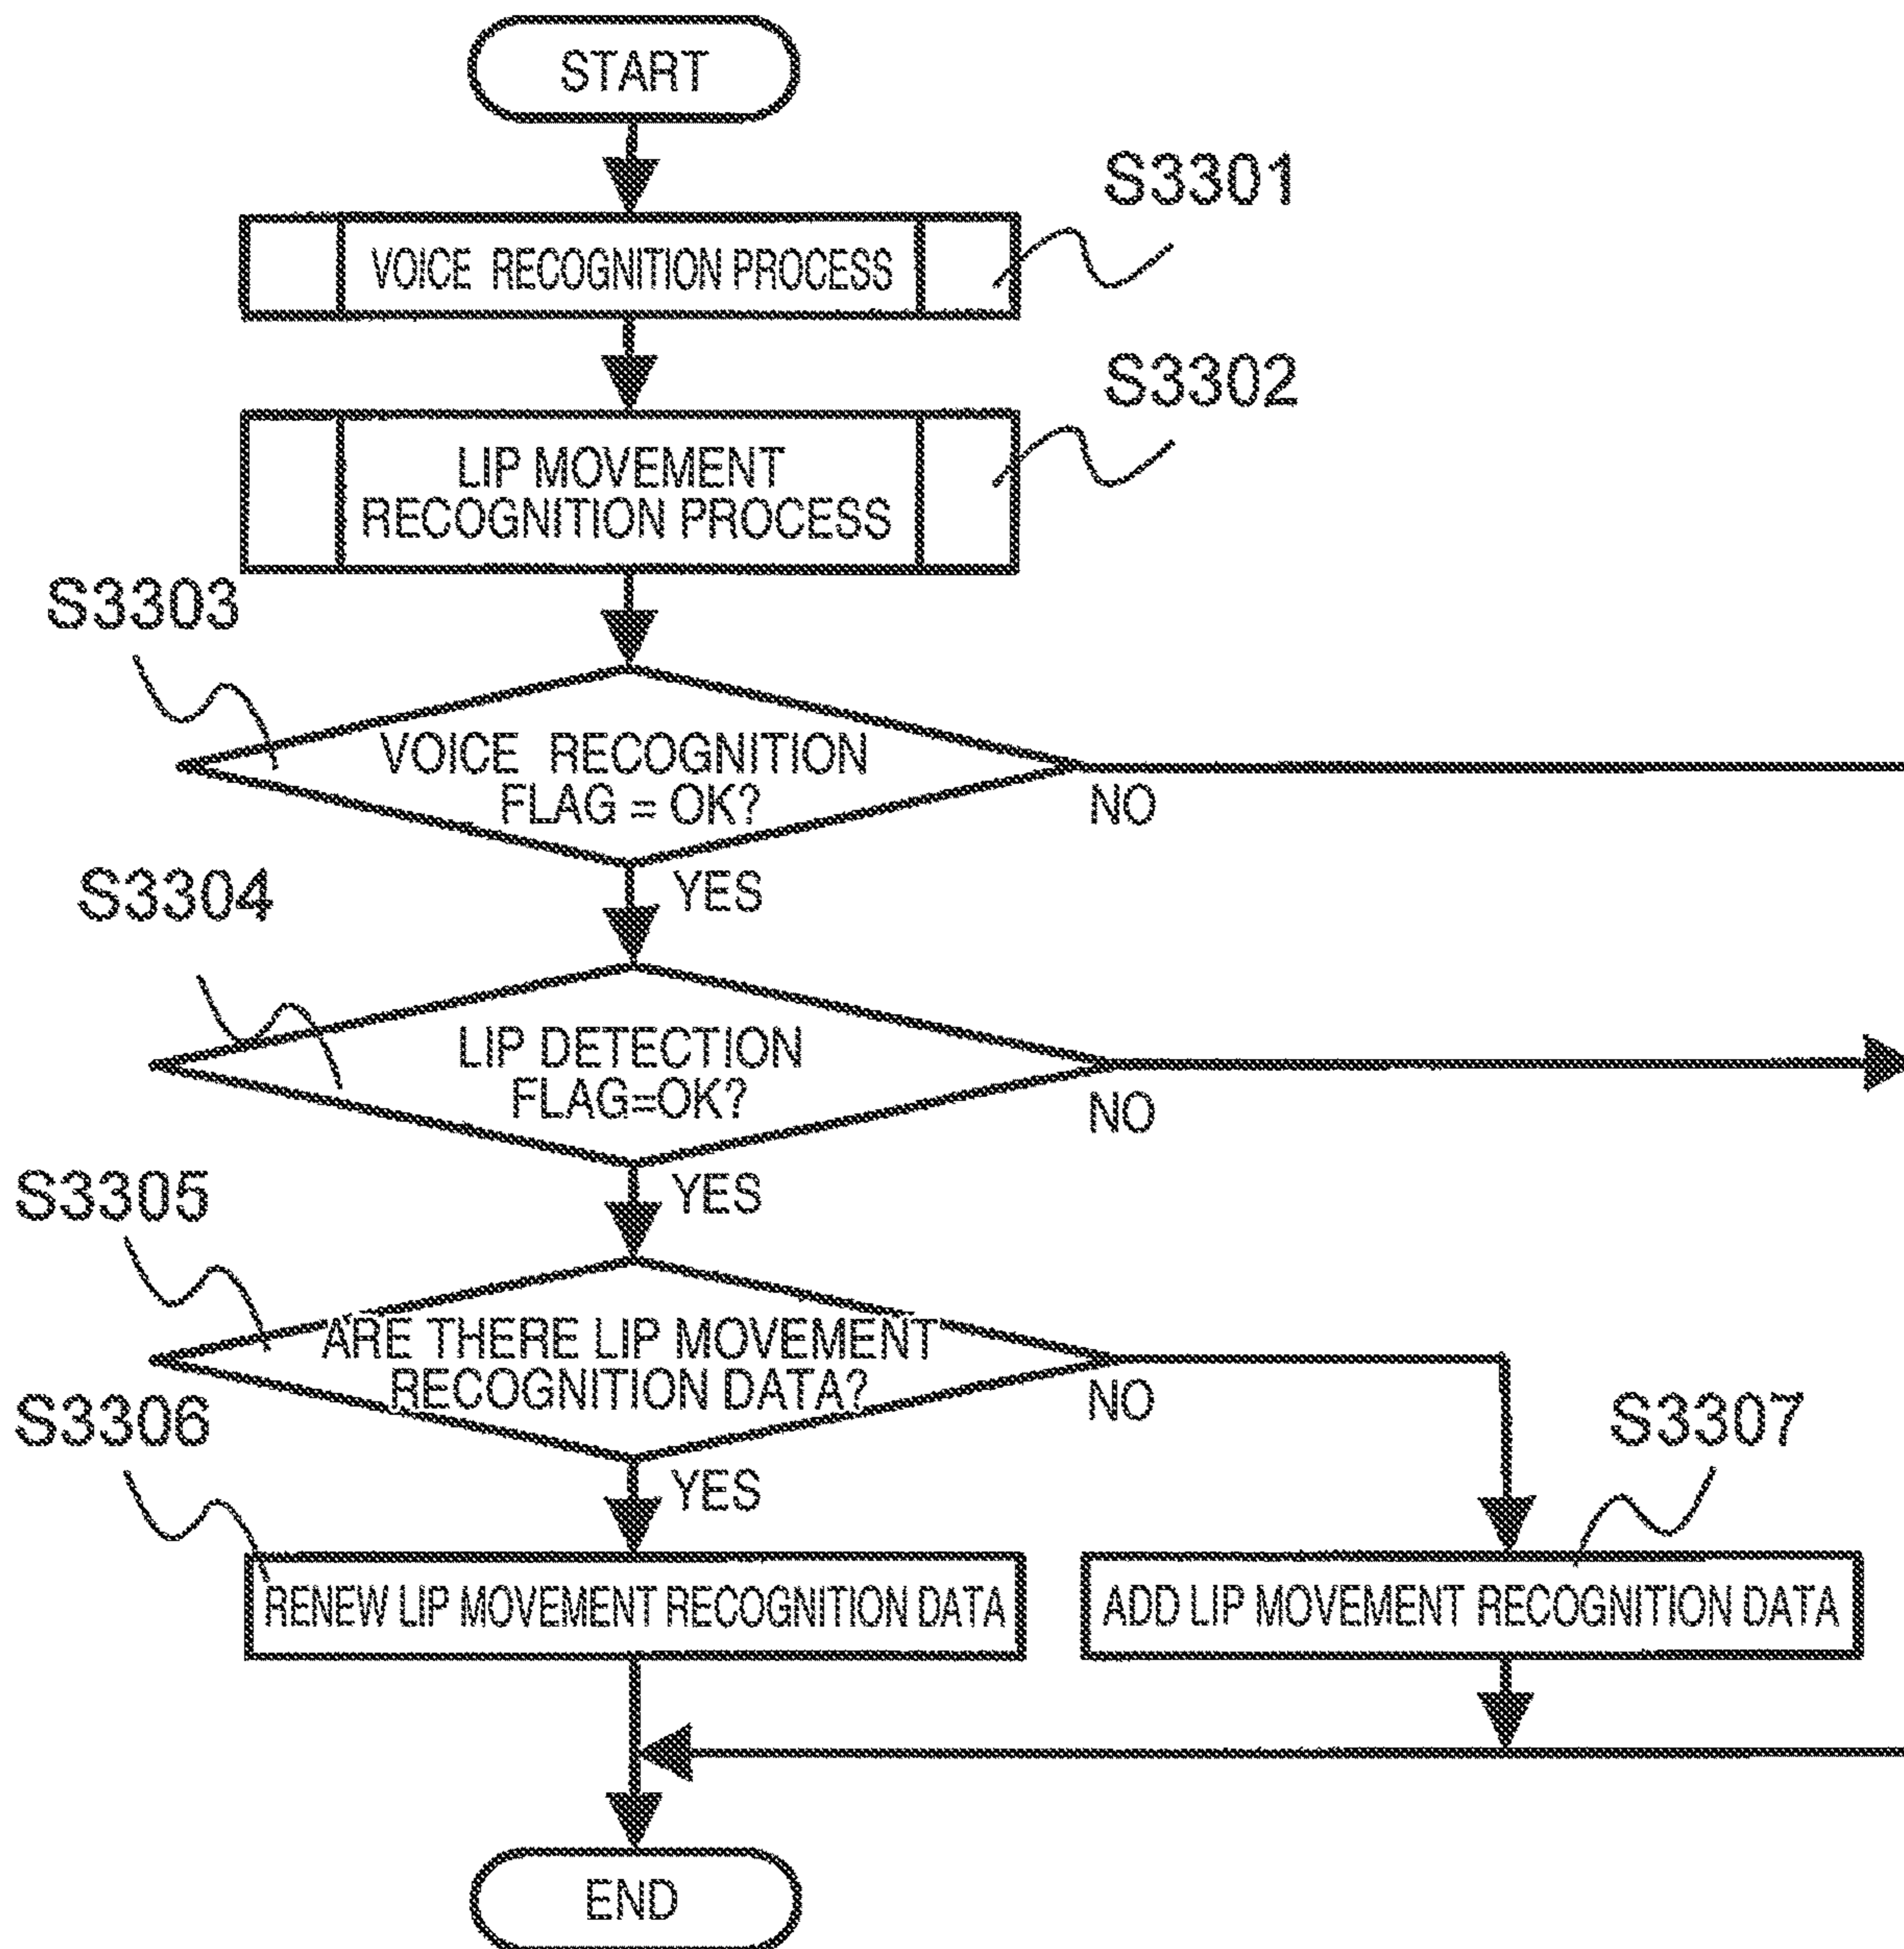 START
S3301
VOICE RECOGNITION PROCESS
S3302
LIP MOVEMENT
RECOGNITION PROCESS
S3303
VOICE RECOGNITION
FLAG = OK?
NO
YES
S3304
LIP DETECTION
FLAG=OK?
NO
YES
S3305
ARE THERE LIP MOVEMENT
RECOGNITION DATA?
NO
S3306
S3307
YES
RENEW LIP MOVEMENT RECOGNITION DATA
ADD LIP MOVEMENT RECOGNITION DATA
END